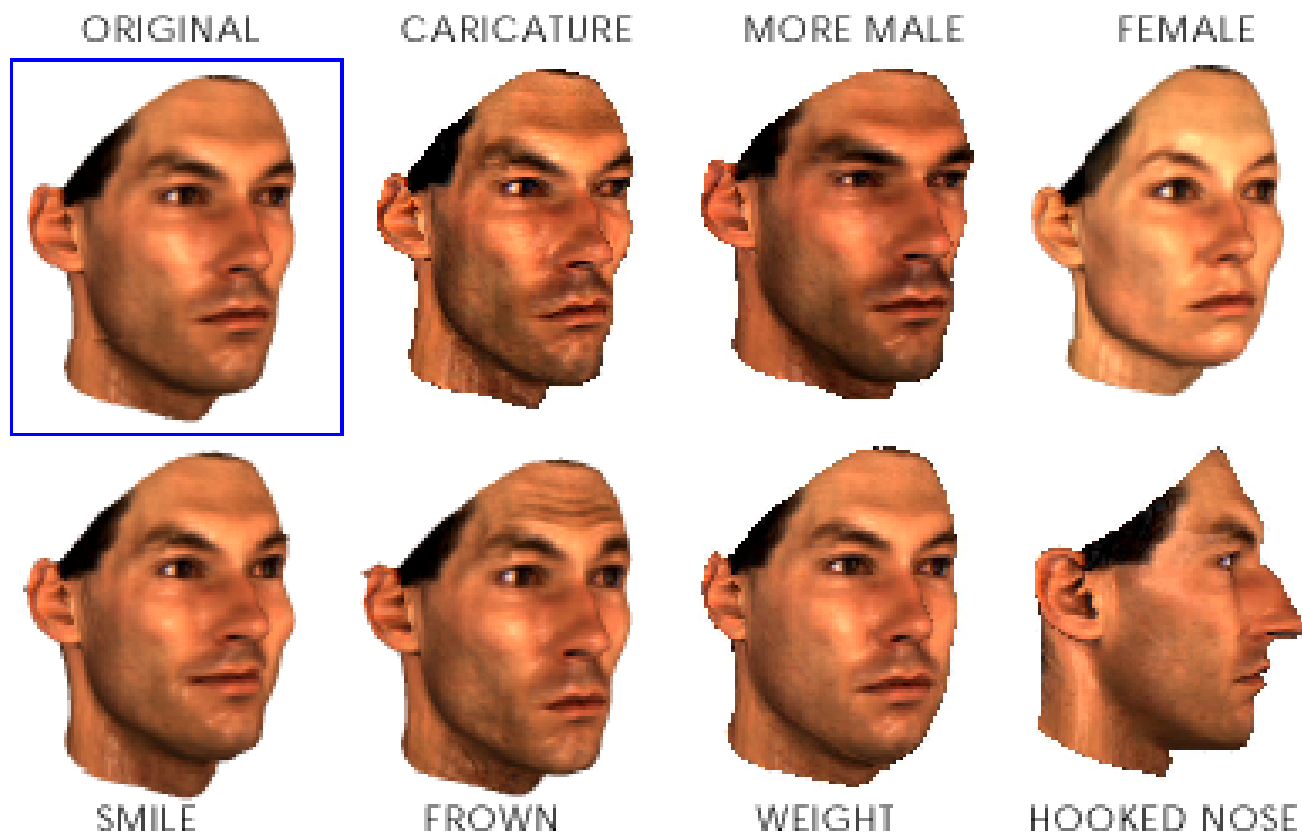 ORIGINAL
CARICATURE
MORE MALE
FEMALE
SMILE
FROWN
WEIGHT
HOOKED NOSE